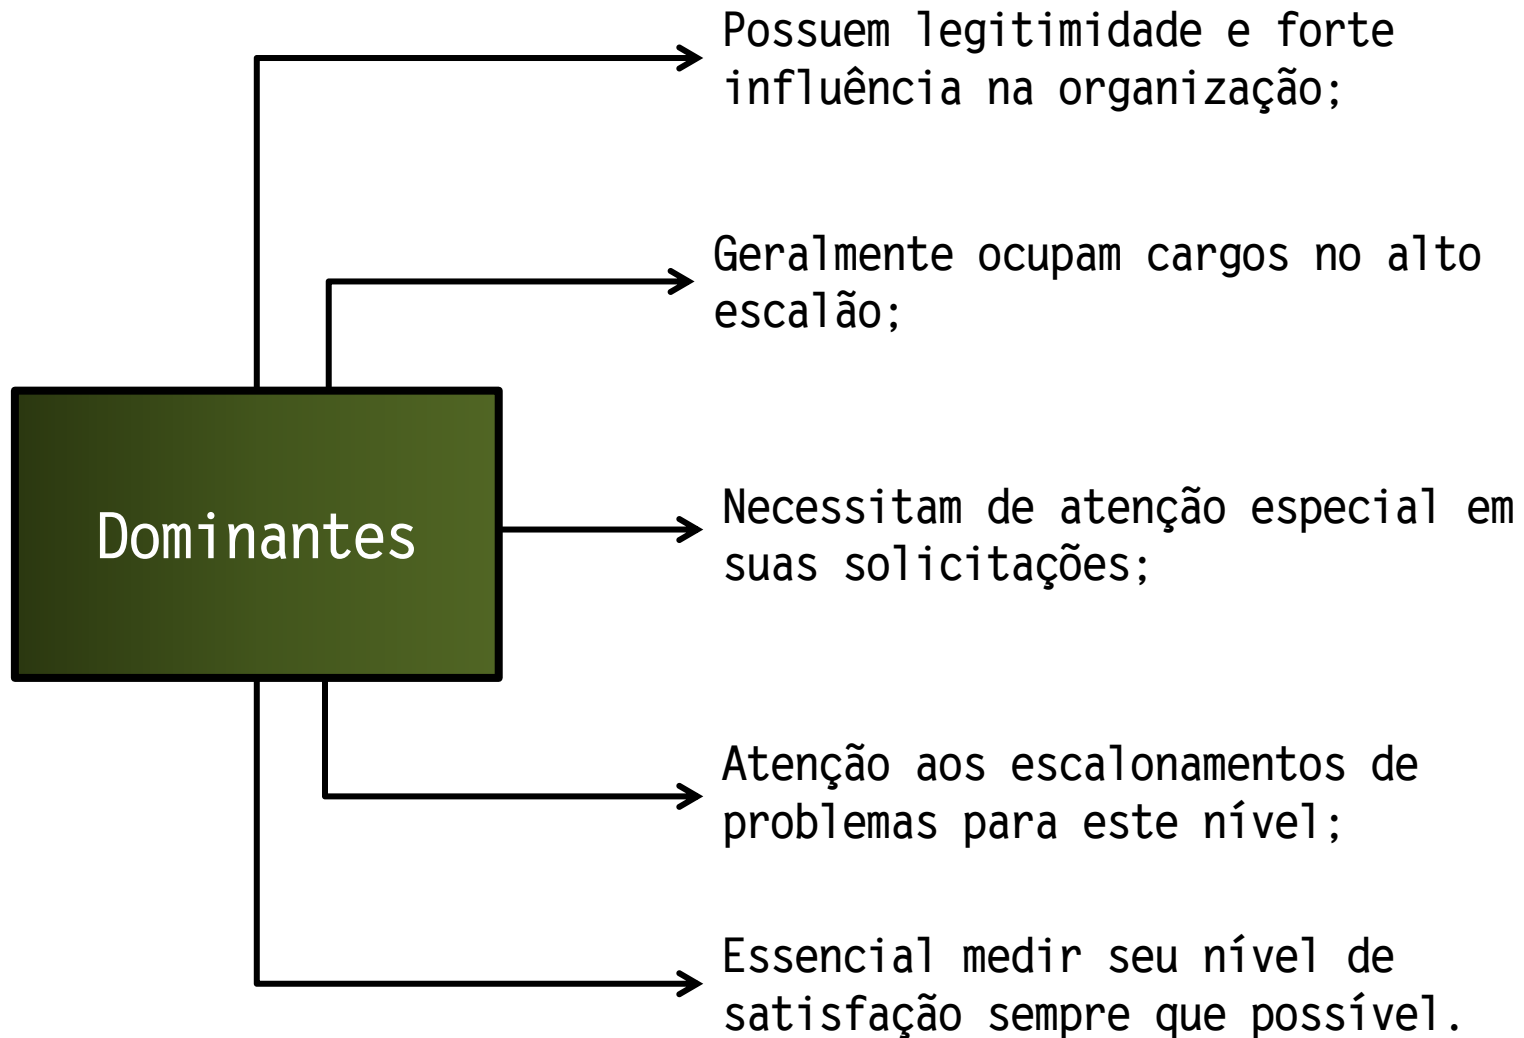 Possuem legitimidade e forte
influência na organização;
Geralmente ocupam cargos no alto
escalão;
Dominantes
Necessitam de atenção especial em
suas solicitações;
Atenção aos escalonamentos de
problemas para este nível;
Essencial medir seu nível de
satisfação sempre que possível.